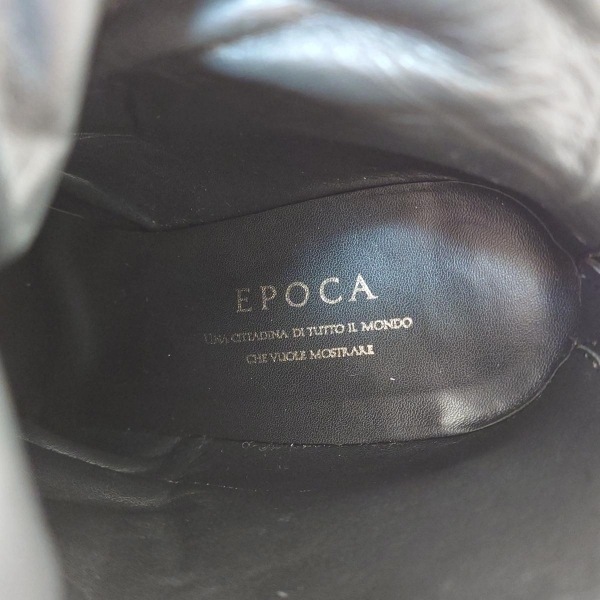 EPOCA
UNA CITTADINA DI TUTTO IL MONDO
CHE VUOLE MOSTRARE